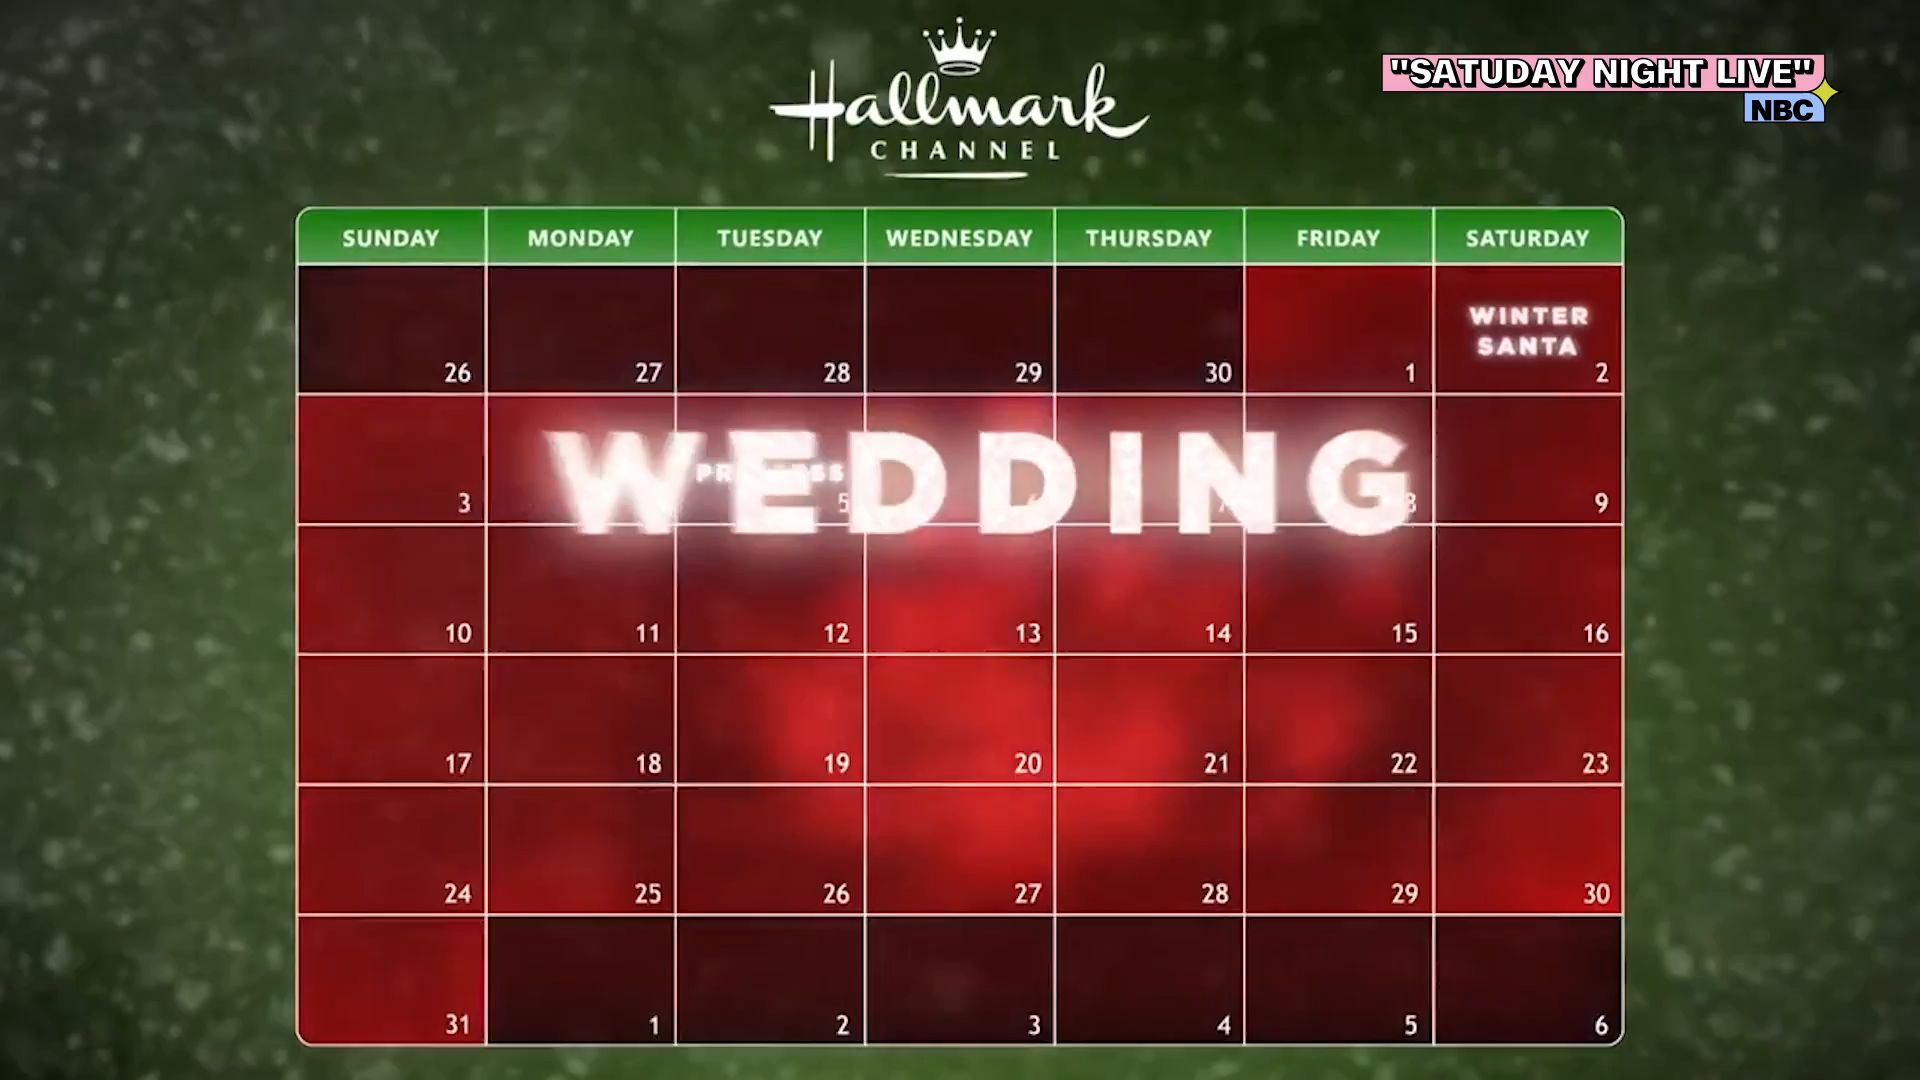 Hallmark
CHANNEL
"SATUDAY NIGHT LIVE"
NBC
SUNDAY MONDAY TUESDAY WEDNESDAY THURSDAY FRIDAY SATURDAY
WINTER
SANTA
26 27 28 29 30 1 2
WEDDING
3 5 9
10 11 12 13 14 15 16
17 18 19 20 21 22 23
24 25 26 27 28 29 30
31 1 2 3 4 5 6